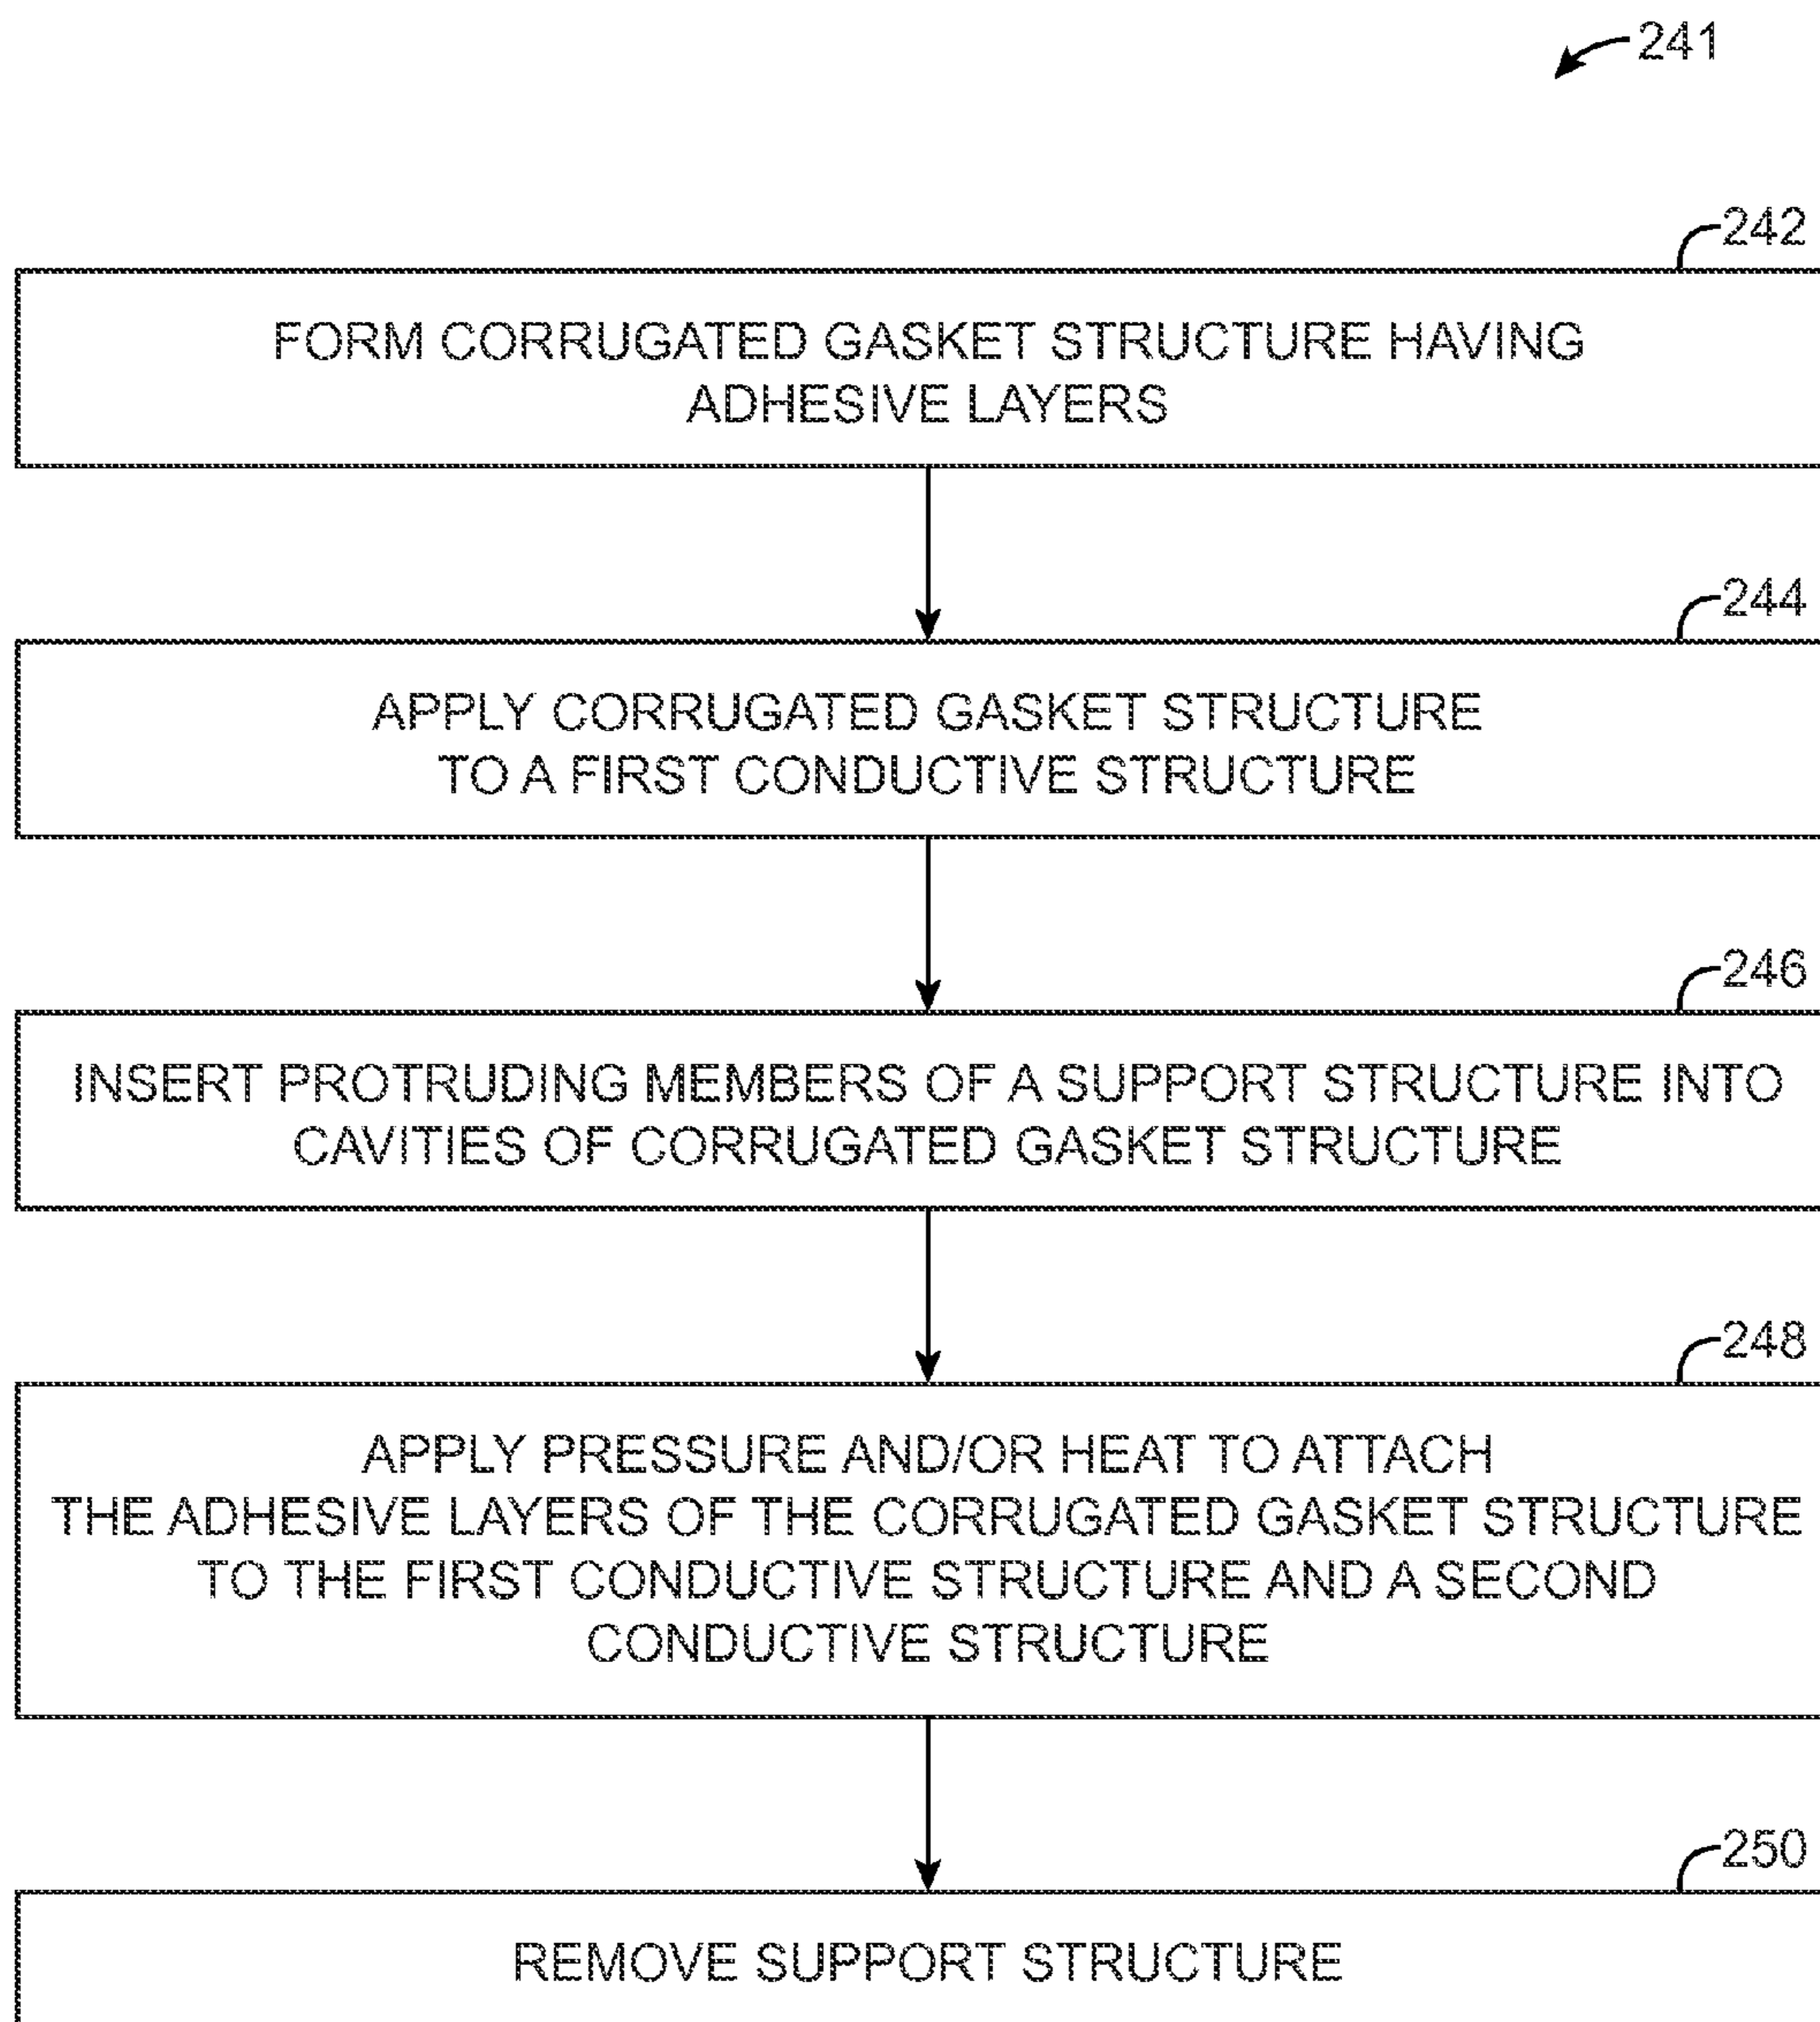 241
242
FORM CORRUGATED GASKET STRUCTURE HAVING
ADHESIVE LAYERS
244
APPLY CORRUGATED GASKET STRUCTURE
TO A FIRST CONDUCTIVE STRUCTURE
246
INSERT PROTRUDING MEMBERS OF A SUPPORT STRUCTURE INTO
CAVITIES OF CORRUGATED GASKET STRUCTURE
248
APPLY PRESSURE AND/OR HEAT TO ATTACH
THE ADHESIVE LAYERS OF THE CORRUGATED GASKET STRUCTURE
TO THE FIRST CONDUCTIVE STRUCTURE AND A SECOND
CONDUCTIVE STRUCTURE
250
REMOVE SUPPORT STRUCTURE